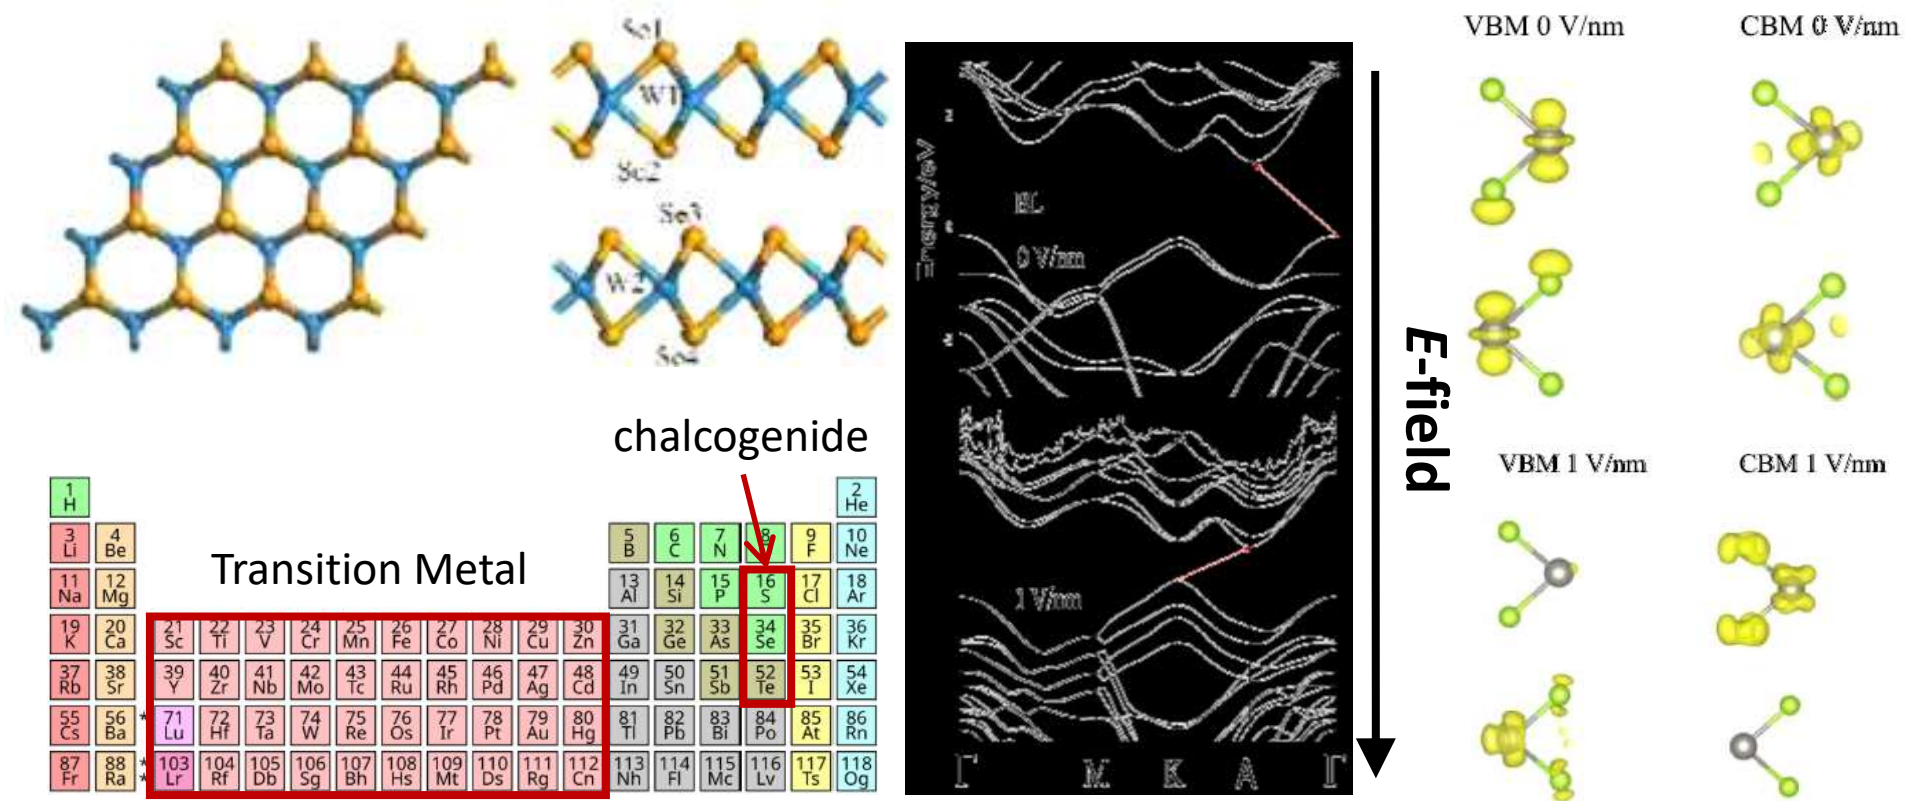 Se1
W1
Se2
Se3
W2
Se4
chalcogenide
Transition Metal
1 H
2 He
3 Li
4 Be
5 B
6 C
7 N
8
9 F
10 Ne
11 Na
12 Mg
13 Al
14 Si
15 P
16 S
17 Cl
18 Ar
19 K
20 Ca
21 Sc
22 Ti
23 V
24 Cr
25 Mn
26 Fe
27 Co
28 Ni
29 Cu
30 Zn
31 Ga
32 Ge
33 As
34 Se
35 Br
36 Kr
37 Rb
38 Sr
39 Y
40 Zr
41 Nb
42 Mo
43 Tc
44 Ru
45 Rh
46 Pd
47 Ag
48 Cd
49 In
50 Sn
51 Sb
52 Te
53 I
54 Xe
55 Cs
56 Ba
*
71 Lu
72 Hf
73 Ta
74 W
75 Re
76 Os
77 Ir
78 Pt
79 Au
80 Hg
81 Tl
82 Pb
83 Bi
84 Po
85 At
86 Rn
87 Fr
88 Ra
* *
103 Lr
104 Rf
105 Db
106 Sg
107 Bh
108 Hs
109 Mt
110 Ds
111 Rg
112 Cn
113 Nh
114 Fl
115 Mc
116 Lv
117 Ts
118 Og
Energy/eV
BL
0 V/nm
1 V/nm
Γ M K Λ Γ
E-field
VBM 0 V/nm
CBM 0 V/nm
VBM 1 V/nm
CBM 1 V/nm